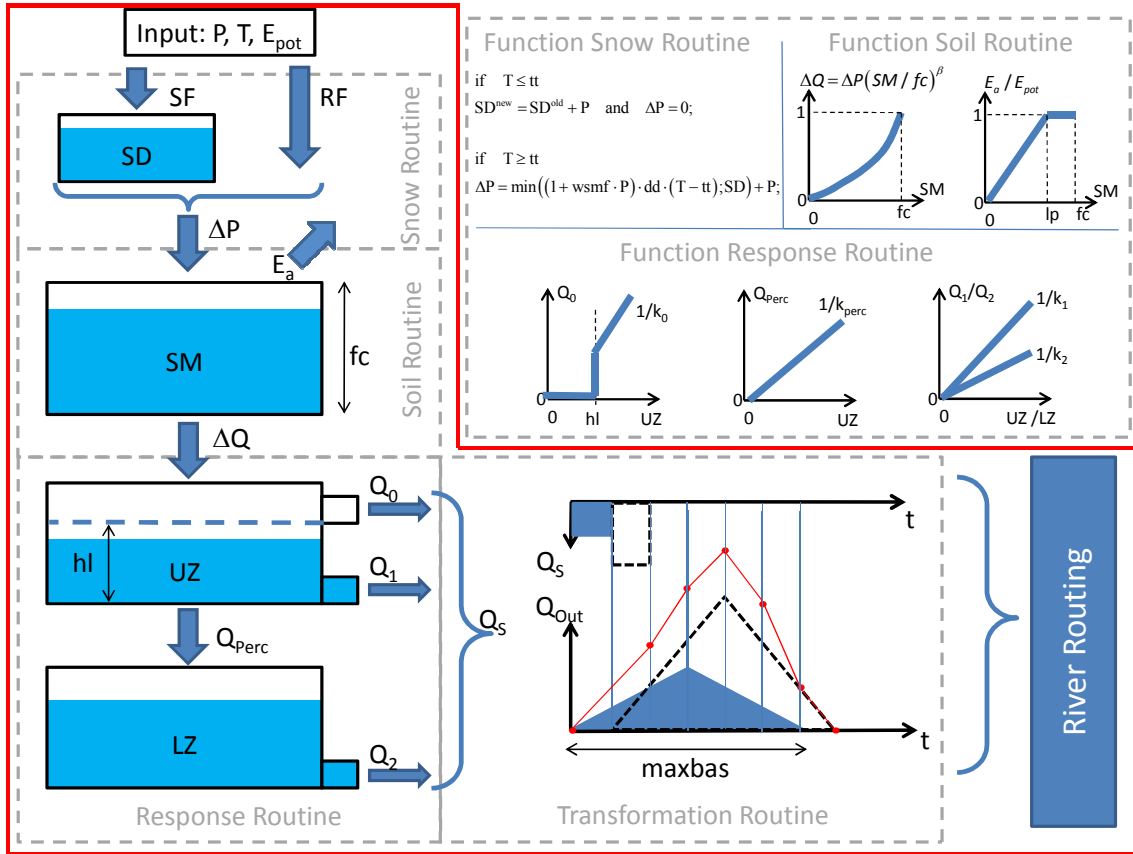 Input: P, T, E_pot
SF
RF
SD
Snow Routine
ΔP
E_a
SM
fc
Soil Routine
ΔQ
Q_0
hl
UZ
Q_1
Q_Perc
LZ
Q_2
Response Routine
Q_S
Function Snow Routine
if T ≤ tt
SD^new = SD^old + P and ΔP = 0;
if T ≥ tt
ΔP = min((1 + wsmf · P) · dd · (T − tt); SD) + P;
Function Soil Routine
ΔQ = ΔP(SM / fc)^β
1
0
0
fc
SM
E_a / E_pot
1
0
0
lp
fc
SM
Function Response Routine
Q_0
1/k_0
0
0
hl
UZ
Q_Perc
1/k_perc
0
0
UZ
Q_1/Q_2
1/k_1
1/k_2
0
0
UZ /LZ
t
Q_S
Q_Out
t
maxbas
Transformation Routine
River Routing